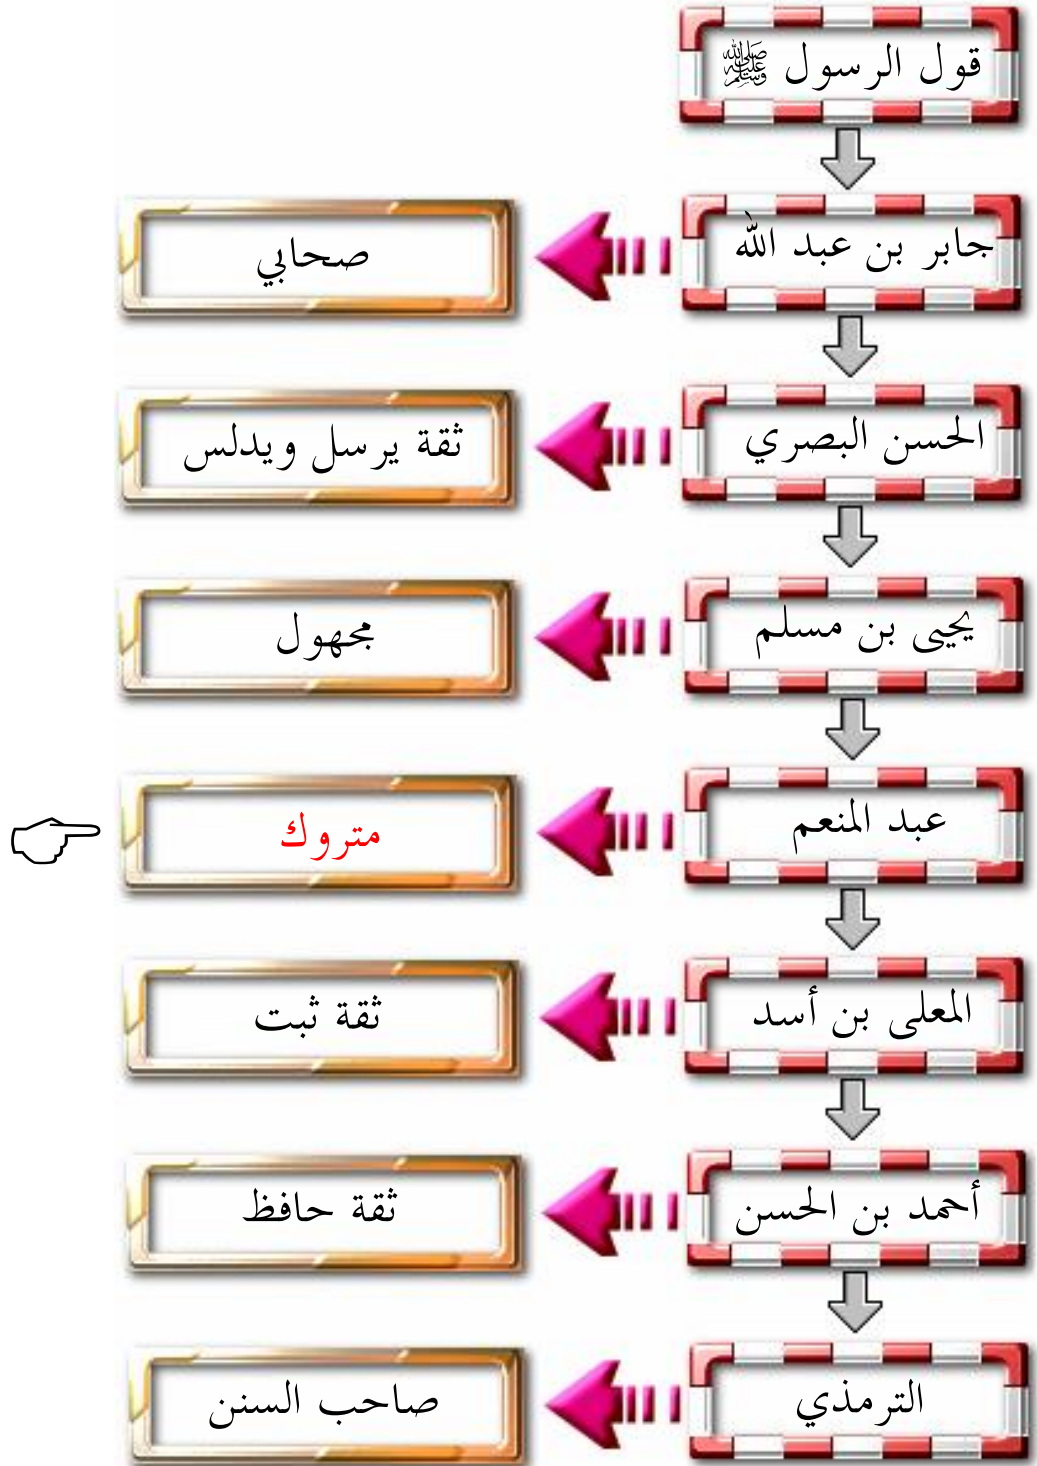 قول الرسول ﷺ
جابر بن عبد الله
صحابي
الحسن البصري
ثقة يرسل ويدلس
يحيى بن مسلم
مجهول
عبد المنعم
متروك
المعلى بن أسد
ثقة ثبت
أحمد بن الحسن
ثقة حافظ
الترمذي
صاحب السنن